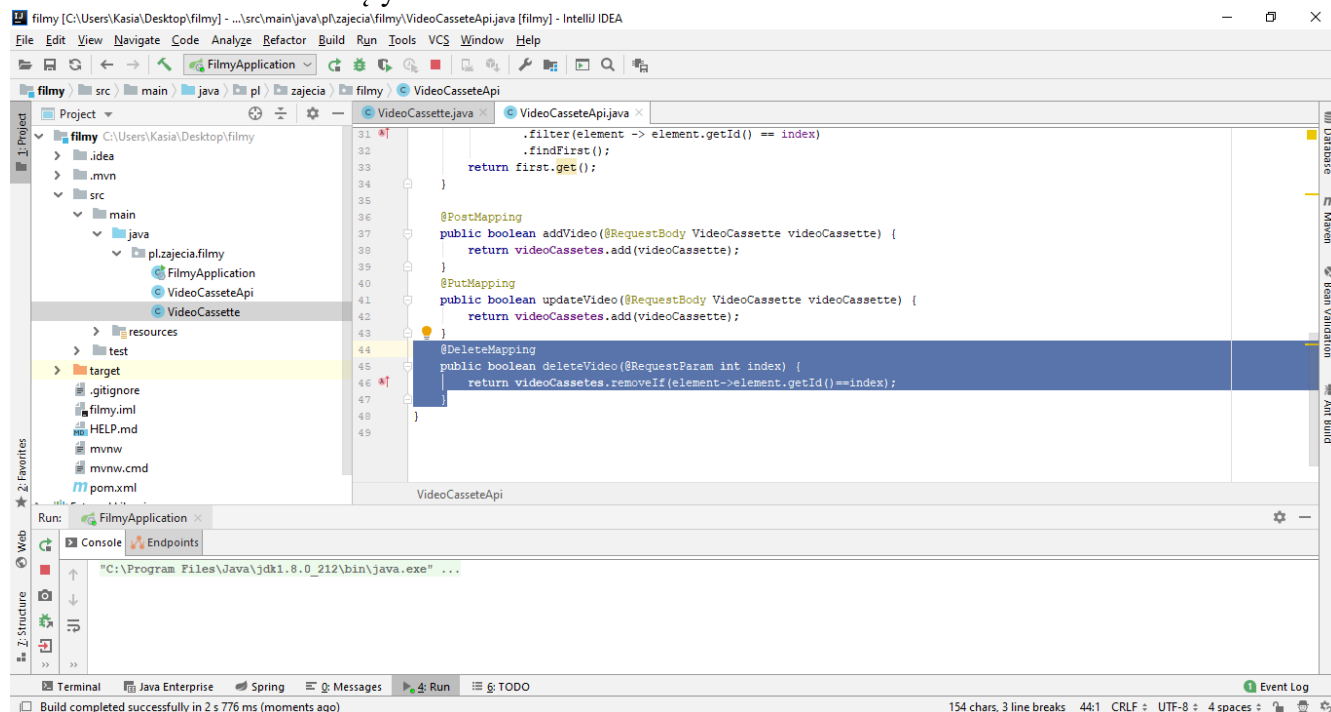 filmy [C:\Users\Kasia\Desktop\filmy] - ...\src\main\java\pl\zajecia\filmy\VideoCasseteApi.java [filmy] - IntelliJ IDEA
File Edit View Navigate Code Analyze Refactor Build Run Tools VCS Window Help
FilmyApplication
filmy src main java pl zajecia filmy VideoCasseteApi
1: Project
Project
VideoCassette.java
VideoCasseteApi.java
filmy C:\Users\Kasia\Desktop\filmy
.idea
.mvn
src
main
java
pl.zajecia.filmy
FilmyApplication
VideoCasseteApi
VideoCassette
resources
test
target
.gitignore
filmy.iml
HELP.md
mvnw
mvnw.cmd
pom.xml
31 .filter(element -> element.getId() == index)
32 .findFirst();
33 return first.get();
34 }
35
36 @PostMapping
37 public boolean addVideo(@RequestBody VideoCassette videoCassette) {
38 return videoCassetes.add(videoCassette);
39 }
40 @PutMapping
41 public boolean updateVideo(@RequestBody VideoCassette videoCassette) {
42 return videoCassetes.add(videoCassette);
43 }
44 @DeleteMapping
45 public boolean deleteVideo(@RequestParam int index) {
46 return videoCassetes.removeIf(element->element.getId()==index);
47 }
48 }
49
VideoCasseteApi
Database
Maven
Bean Validation
Ant Build
2: Favorites
Web
Z: Structure
Run: FilmyApplication
Console Endpoints
"C:\Program Files\Java\jdk1.8.0_212\bin\java.exe" ...
Terminal Java Enterprise Spring 0: Messages 4: Run 6: TODO 1 Event Log
Build completed successfully in 2 s 776 ms (moments ago) 154 chars, 3 line breaks 44:1 CRLF UTF-8 4 spaces